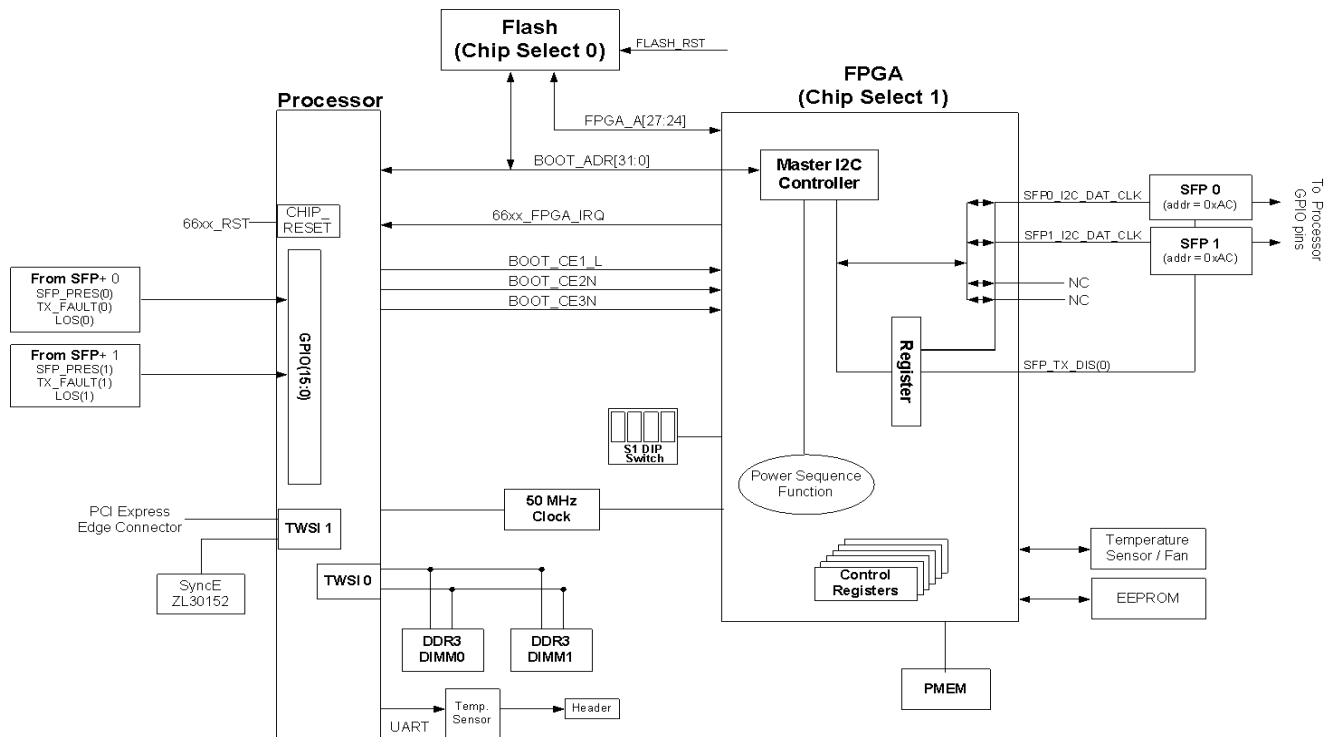 Flash
(Chip Select 0)
FLASH_RST
FPGA
(Chip Select 1)
Processor
FPGA_A[27:24]
BOOT_ADR[31:0]
Master I2C
Controller
SFP0_I2C_DAT_CLK
SFP 0
(addr = 0xAC)
To Processor
GPIO pins
66xx_RST
CHIP_
RESET
66xx_FPGA_IRQ
SFP1_I2C_DAT_CLK
SFP 1
(addr = 0xAC)
BOOT_CE1_L
BOOT_CE2N
BOOT_CE3N
NC
NC
From SFP+ 0
SFP_PRES(0)
TX_FAULT(0)
LOS(0)
From SFP+ 1
SFP_PRES(1)
TX_FAULT(1)
LOS(1)
GPIO(15:0)
Register
SFP_TX_DIS(0)
S1 DIP
Switch
Power Sequence
Function
PCI Express
Edge Connector
TWSI 1
50 MHz
Clock
SyncE
ZL30152
TWSI 0
Control
Registers
Temperature
Sensor / Fan
EEPROM
DDR3
DIMM0
DDR3
DIMM1
PMEM
UART
Temp.
Sensor
Header